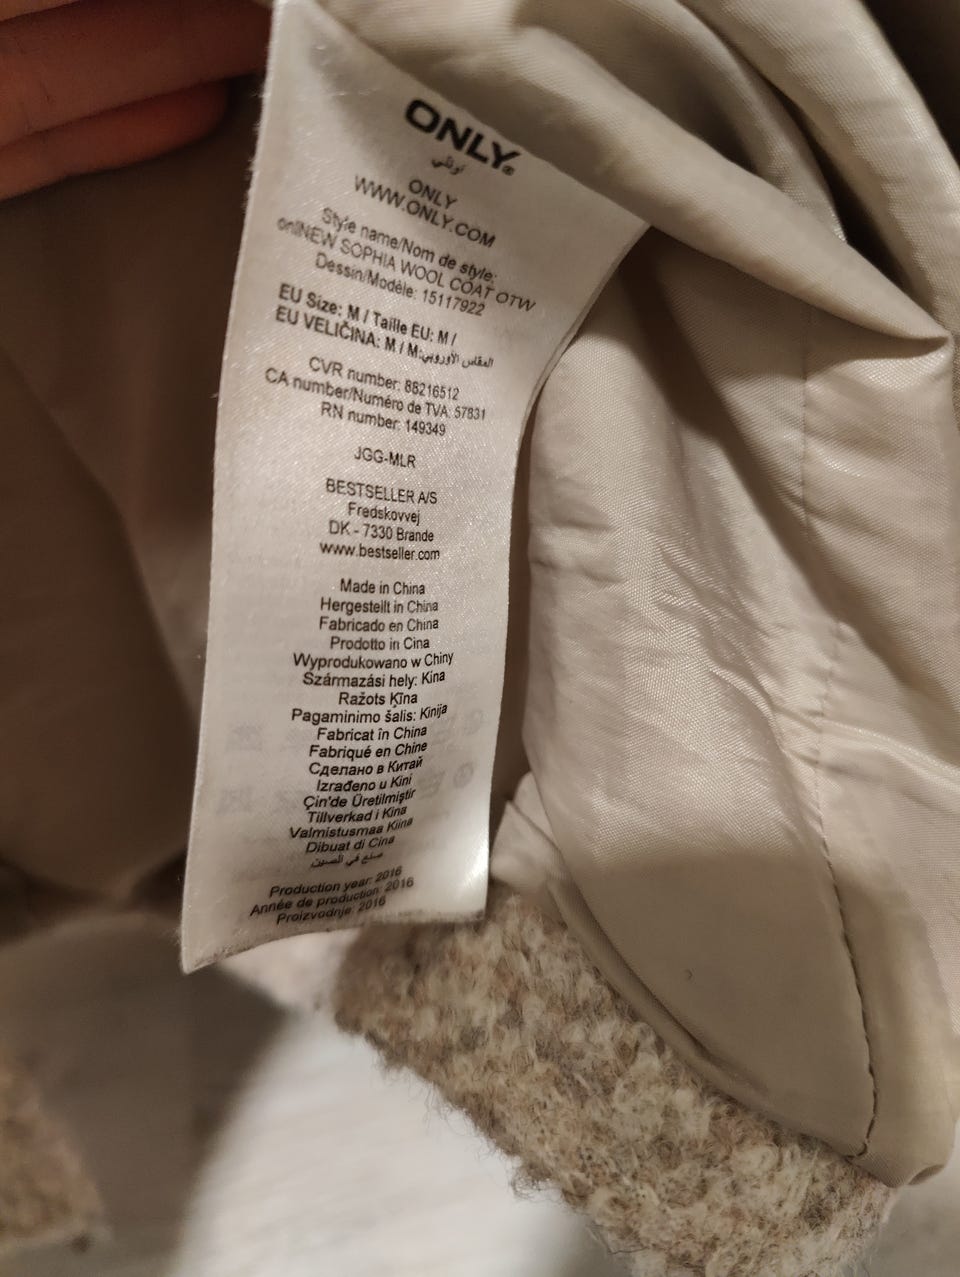 ONLY®
أونلي
ONLY
WWW.ONLY.COM
Style name/Nom de style:
onlNEW SOPHIA WOOL COAT OTW
Dessin/Modèle: 15117922
EU Size: M / Taille EU: M /
EU VELIČINA: M / M:المقاس الأوروبي
CVR number: 88216512
CA number/Numéro de TVA: 57831
RN number: 149349
JGG-MLR
BESTSELLER A/S
Fredskovvej
DK - 7330 Brande
www.bestseller.com
Made in China
Hergestellt in China
Fabricado en China
Prodotto in Cina
Wyprodukowano w Chiny
Származási hely: Kína
Ražots Ķīna
Pagaminimo šalis: Kinija
Fabricat în China
Fabriqué en Chine
Сделано в Китай
Izrađeno u Kini
Çin'de Üretilmiştir
Tillverkad i Kina
Valmistusmaa Kiina
Dibuat di Cina
صنع في الصين
Production year: 2016
Année de production: 2016
Proizvodnje: 2016